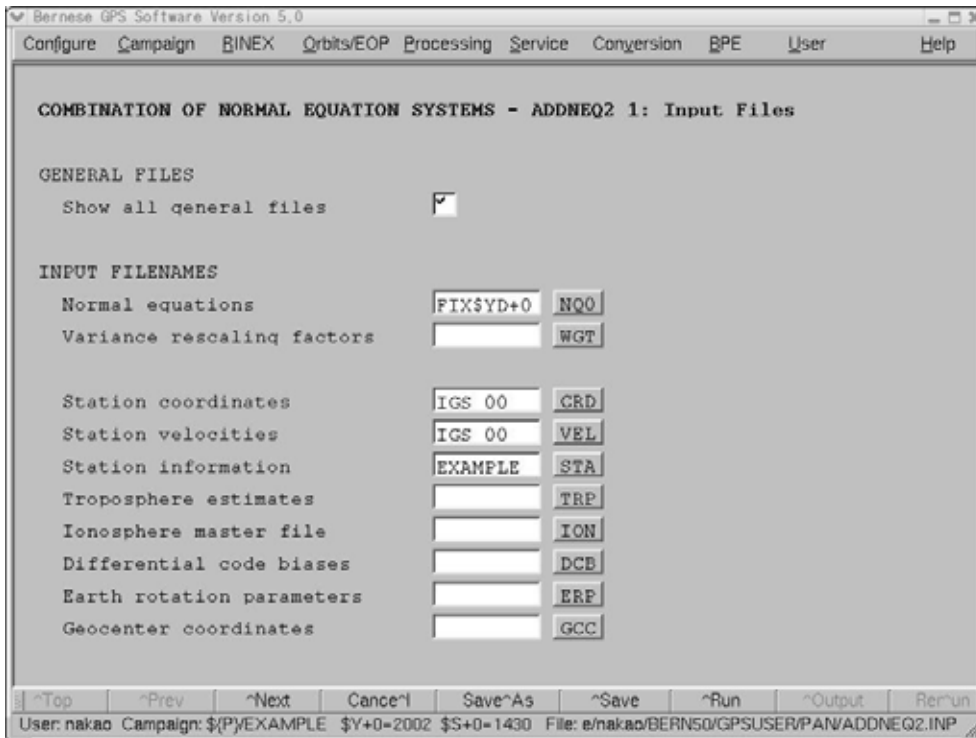 Bernese GPS Software Version 5.0
Configure Campaign RINEX Orbits/EOP Processing Service Conversion BPE User Help
COMBINATION OF NORMAL EQUATION SYSTEMS - ADDNEQ2 1: Input Files
GENERAL FILES
Show all general files
INPUT FILENAMES
Normal equations FIX$YD+0 NQ0
Variance rescaling factors WGT
Station coordinates IGS 00 CRD
Station velocities IGS 00 VEL
Station information EXAMPLE STA
Troposphere estimates TRP
Ionosphere master file ION
Differential code biases DCB
Earth rotation parameters ERP
Geocenter coordinates GCC
^Top ^Prev ^Next Cance^l Save^As ^Save ^Run ^Output Rer^un
User: nakao Campaign: ${P}/EXAMPLE $Y+0=2002 $S+0=1430 File: e/nakao/BERN50/GPSUSER/PAN/ADDNEQ2.INP